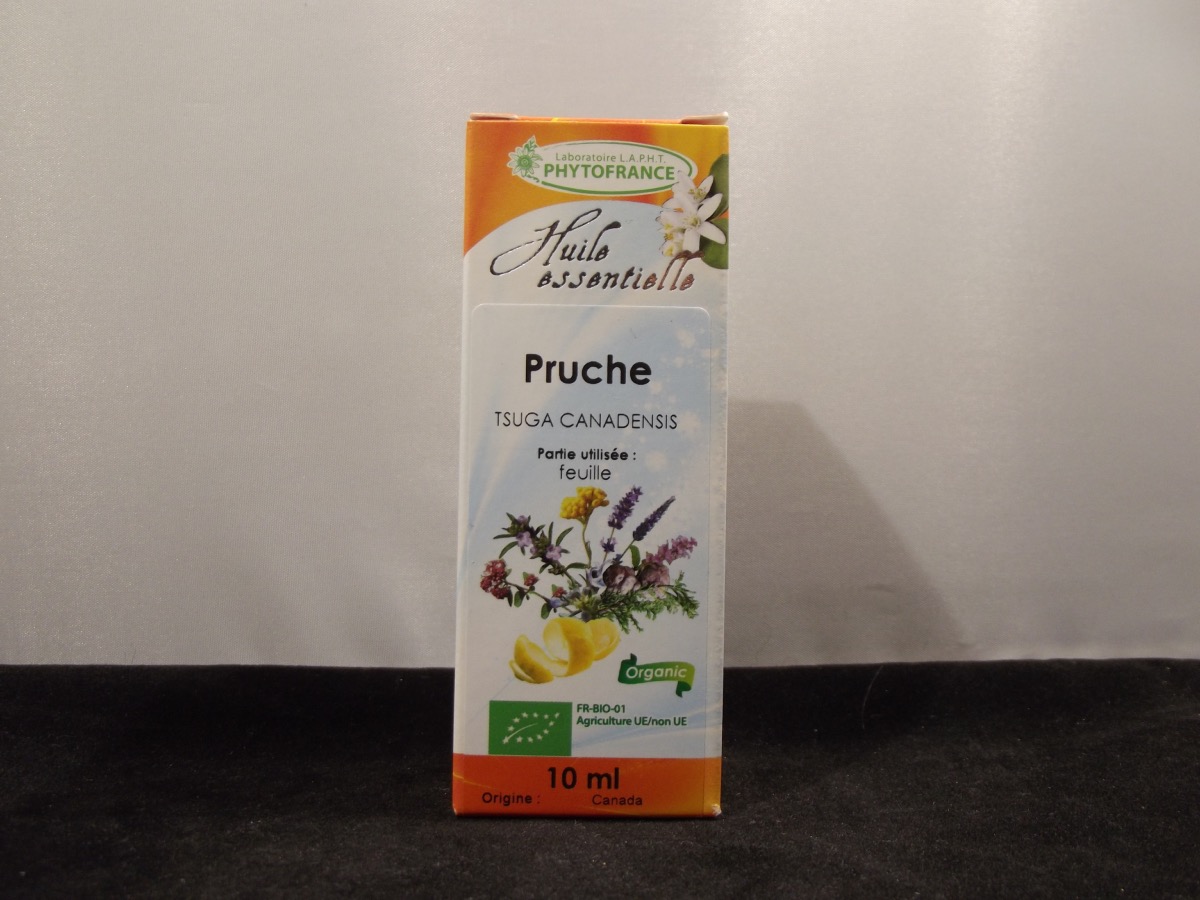 Laboratoire L.A.P.H.T.
PHYTOFRANCE
Huile
essentielle
Pruche
TSUGA CANADENSIS
Partie utilisée :
feuille
Organic
FR-BIO-01
Agriculture UE/non UE
10 ml
Origine : Canada